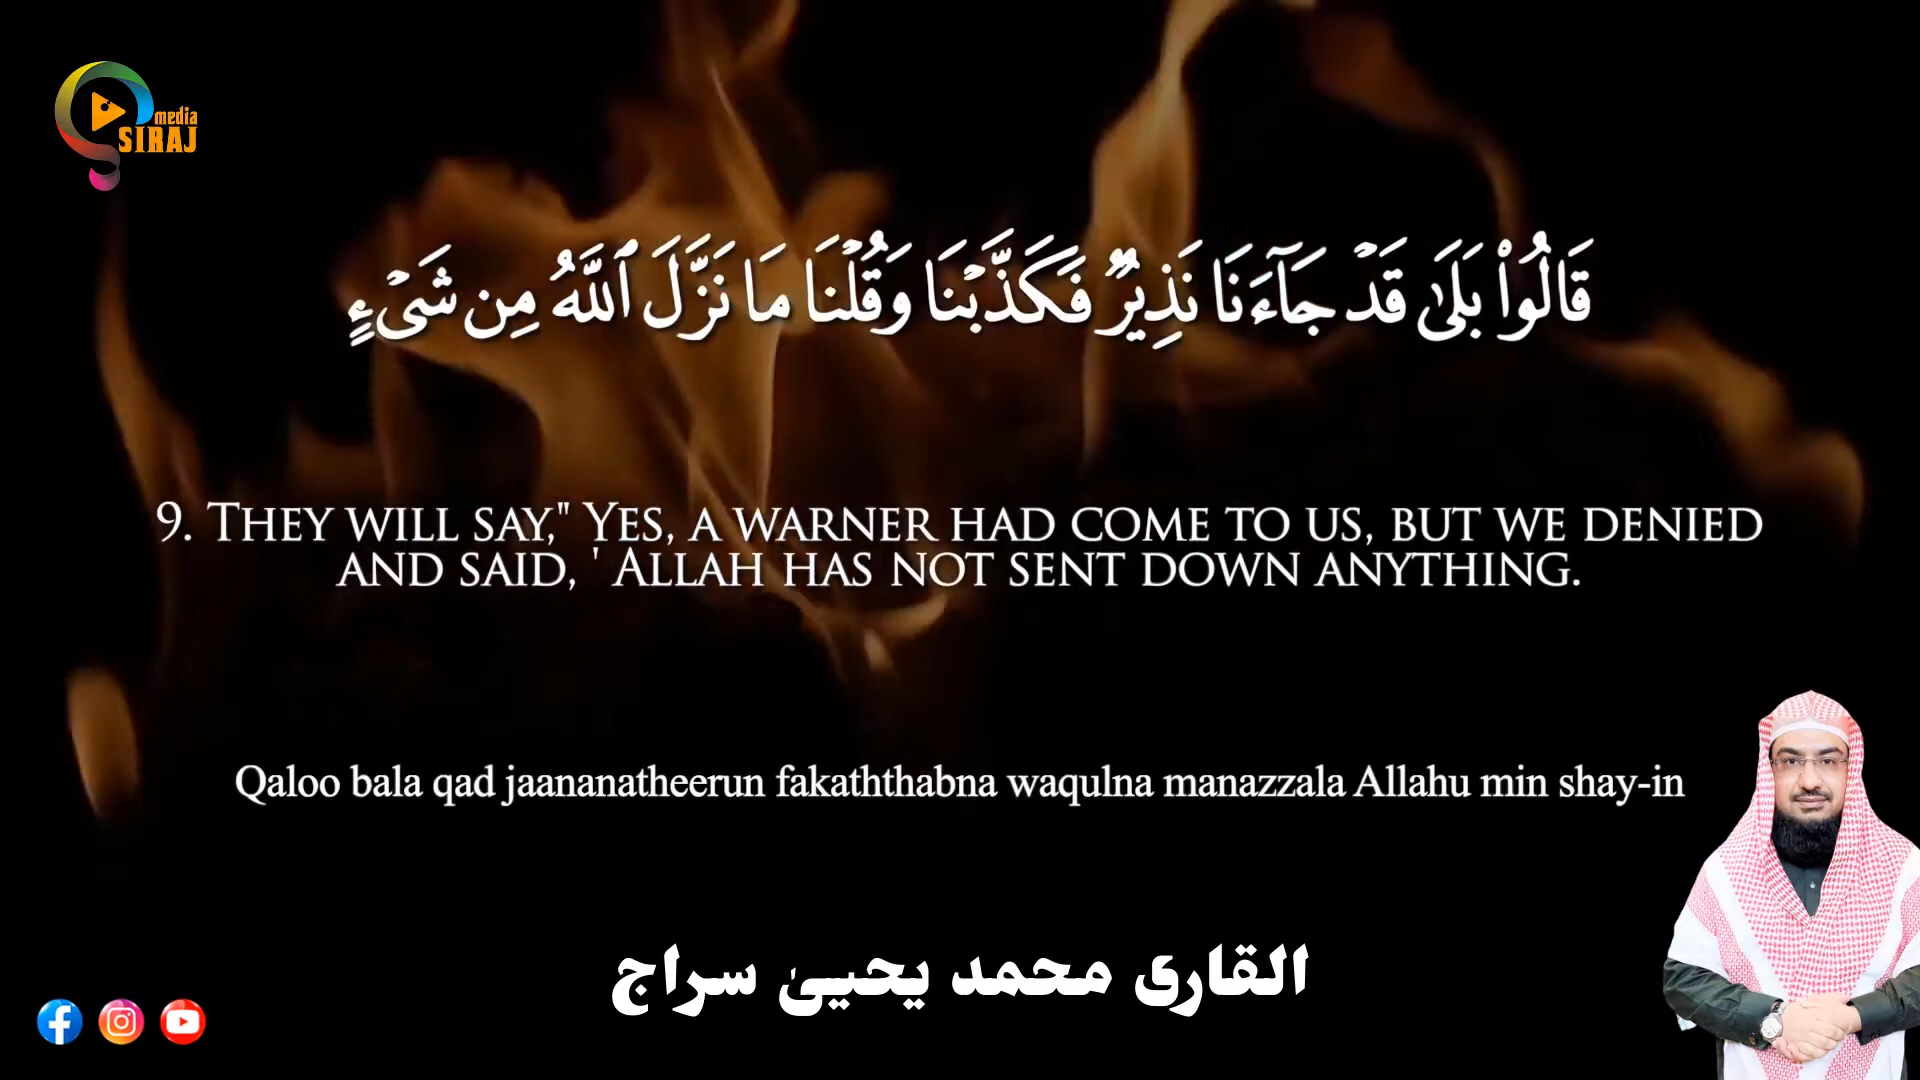 media
SIRAJ
قَالُوا۟ بَلَىٰ قَدْ جَآءَنَا نَذِيرٌ فَكَذَّبْنَا وَقُلْنَا مَا نَزَّلَ ٱللَّهُ مِن شَىْءٍ
9. THEY WILL SAY," YES, A WARNER HAD COME TO US, BUT WE DENIED
AND SAID, ' ALLAH HAS NOT SENT DOWN ANYTHING.
Qaloo bala qad jaananatheerun fakaththabna waqulna manazzala Allahu min shay-in
القاری محمد یحییٰ سراج